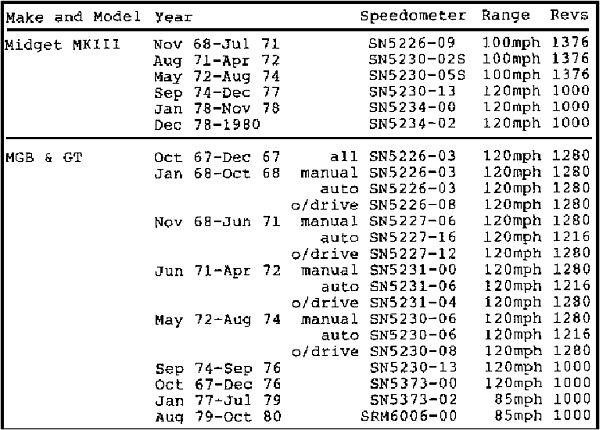 Make and Model Year Speedometer Range Revs
Midget MKIII Nov 68-Jul 71 SN5226-09 100mph 1376
Aug 71-Apr 72 SN5230-02S 100mph 1376
May 72-Aug 74 SN5230-05S 100mph 1376
Sep 74-Dec 77 SN5230-13 120mph 1000
Jan 78-Nov 78 SN5234-00 120mph 1000
Dec 78-1980 SN5234-02 120mph 1000
MGB & GT Oct 67-Dec 67 all SN5226-03 120mph 1280
Jan 68-Oct 68 manual SN5226-03 120mph 1280
auto SN5226-03 120mph 1280
o/drive SN5226-08 120mph 1280
Nov 68-Jun 71 manual SN5227-06 120mph 1280
auto SN5227-16 120mph 1216
o/drive SN5227-12 120mph 1280
Jun 71-Apr 72 manual SN5231-00 120mph 1280
auto SN5231-06 120mph 1216
o/drive SN5231-04 120mph 1280
May 72-Aug 74 manual SN5230-06 120mph 1280
auto SN5230-06 120mph 1216
o/drive SN5230-08 120mph 1280
Sep 74-Sep 76 SN5230-13 120mph 1000
Oct 67-Dec 76 SN5373-00 120mph 1000
Jan 77-Jul 79 SN5373-02 85mph 1000
Aug 79-Oct 80 SRM6006-00 85mph 1000